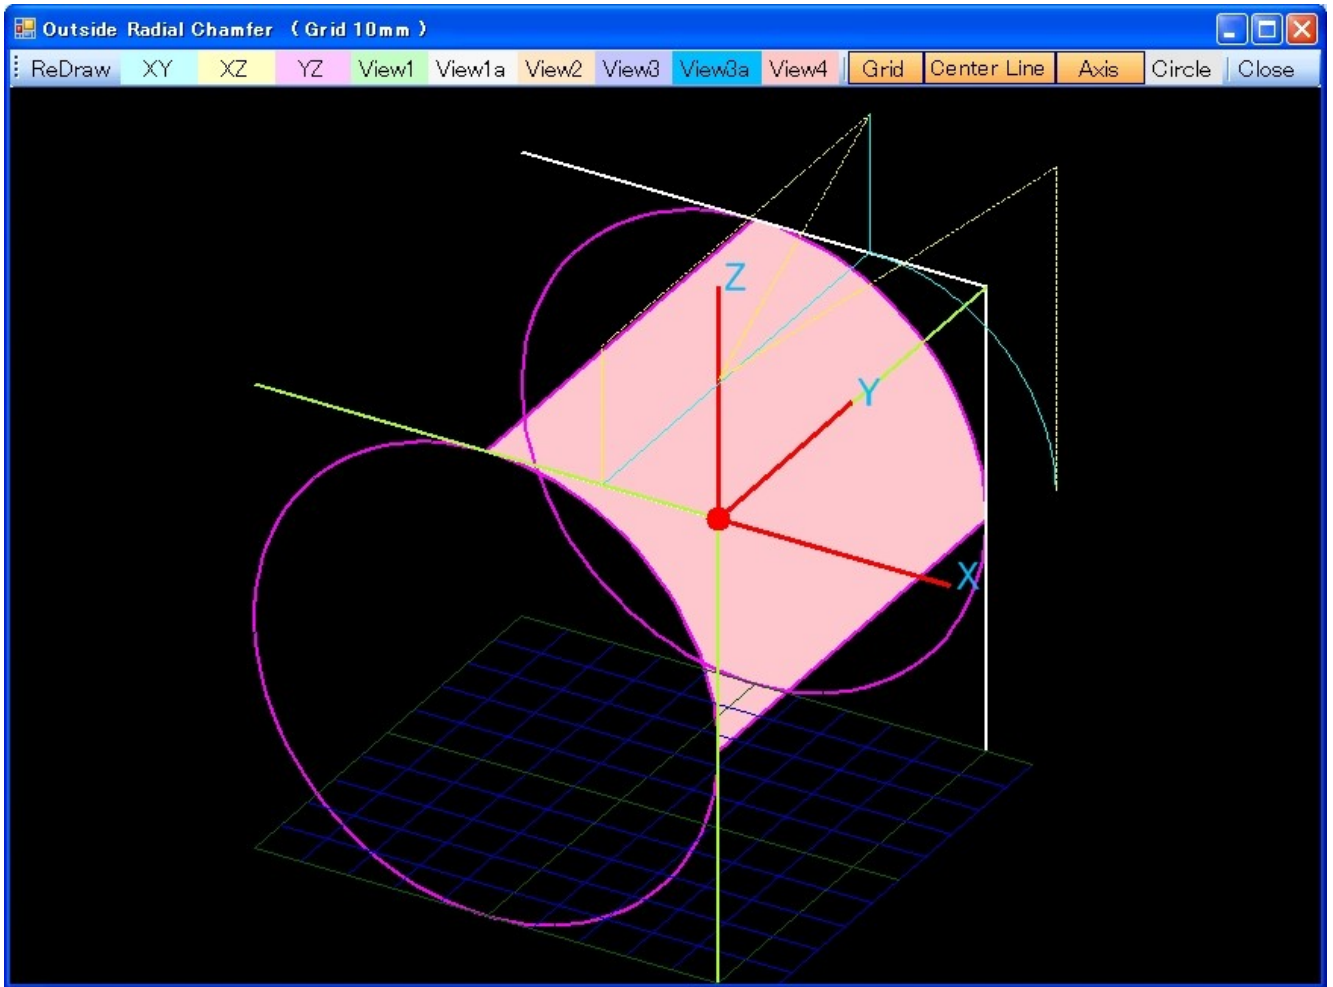 Outside Radial Chamfer ( Grid 10mm )
ReDraw XY XZ YZ View1 View1a View2 View3 View3a View4 Grid Center Line Axis Circle Close
Z
Y
X